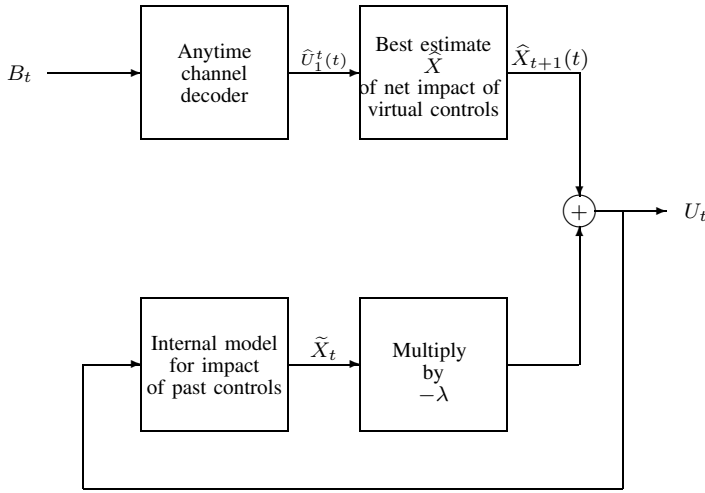 B_t
Anytime
channel
decoder
Û_1^t(t)
Best estimate
X̂
of net impact of
virtual controls
X̂_{t+1}(t)
+
U_t
Internal model
for impact
of past controls
X̃_t
Multiply
by
−λ